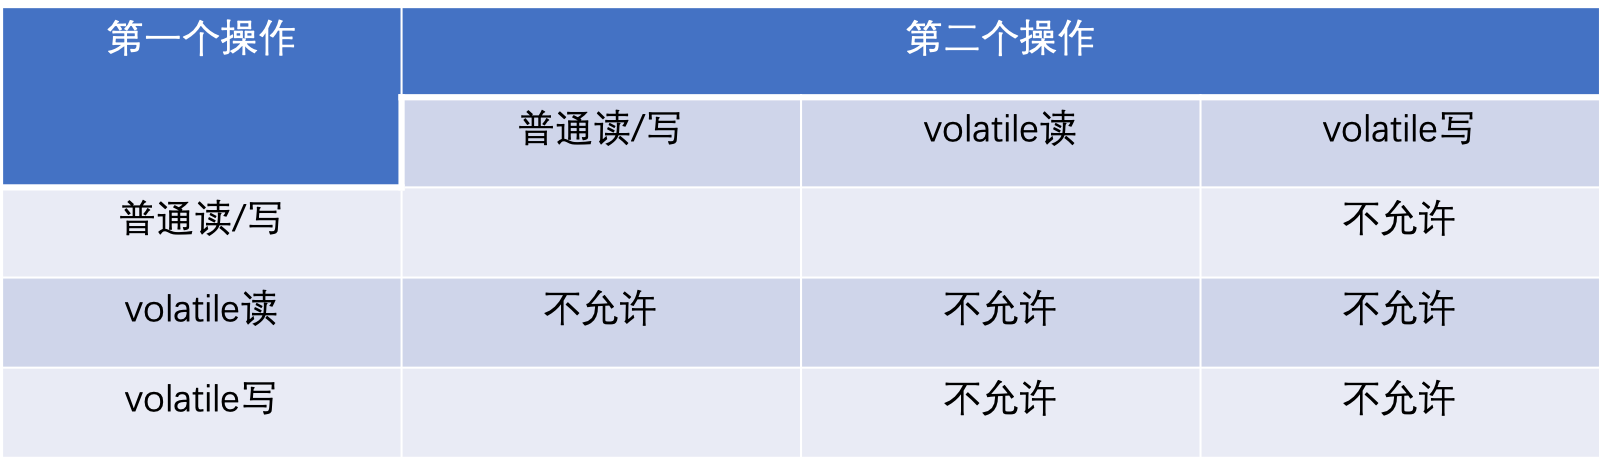 第一个操作 第二个操作
普通读/写 volatile读 volatile写
普通读/写 不允许
volatile读 不允许 不允许 不允许
volatile写 不允许 不允许